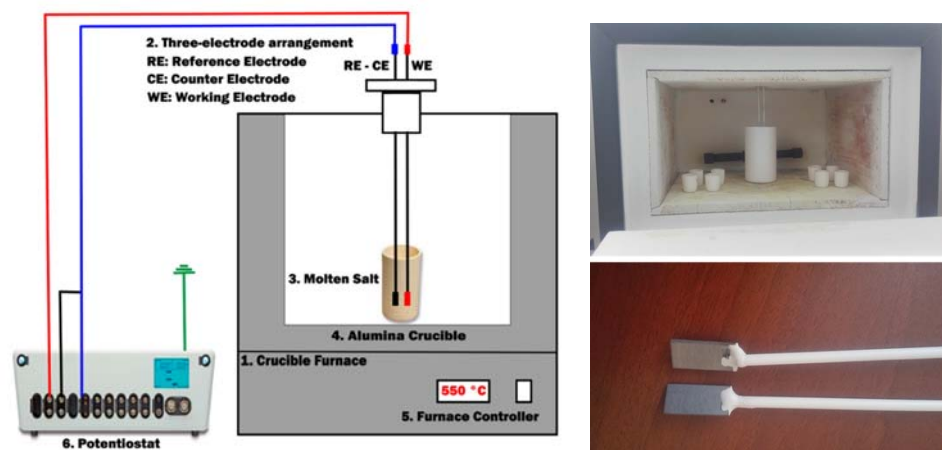 2. Three-electrode arrangement
RE: Reference Electrode
CE: Counter Electrode
WE: Working Electrode
RE - CE
WE
3. Molten Salt
4. Alumina Crucible
1. Crucible Furnace
550 °C
5. Furnace Controller
6. Potentiostat